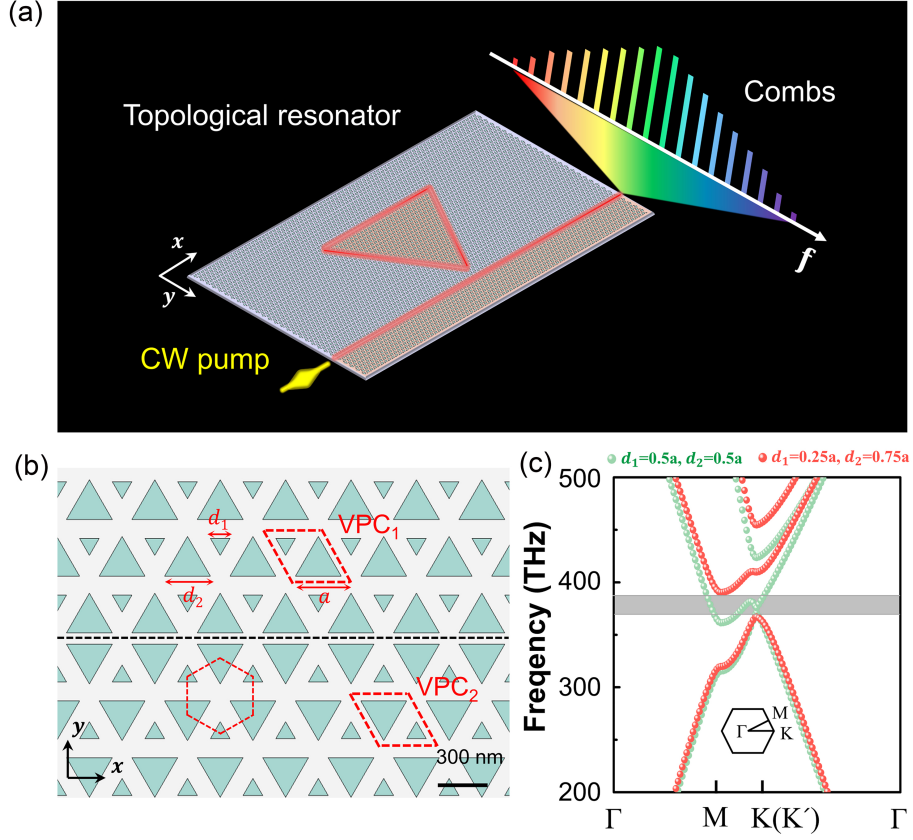 (a)
Topological resonator
Combs
f
x
y
CW pump
(b)
d₁
VPC₁
d₂
a
VPC₂
y
x
300 nm
(c)
d₁=0.5a, d₂=0.5a d₁=0.25a, d₂=0.75a
500
400
300
200
Freqency (THz)
M
Γ
K
Γ M K(K´) Γ